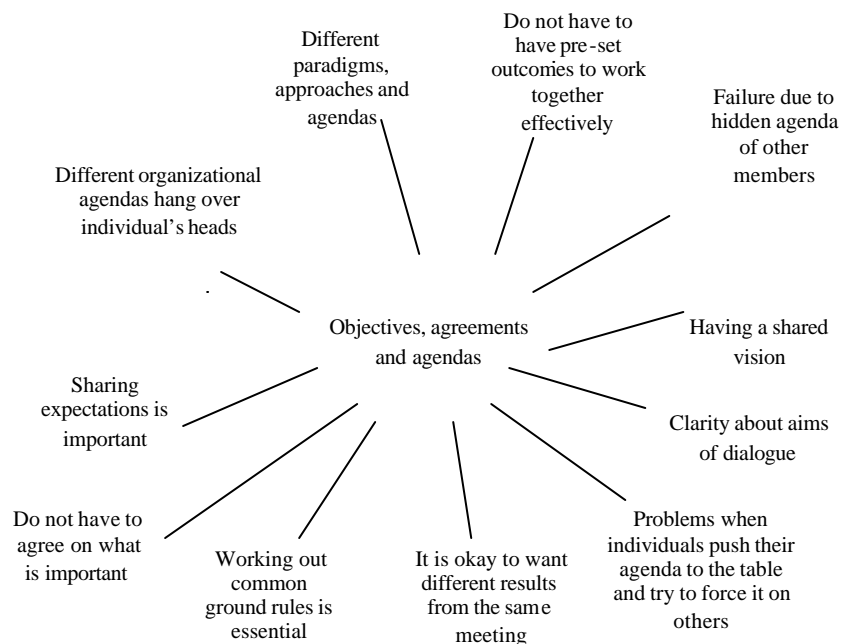 Different
paradigms,
approaches and
agendas
Do not have to
have pre-set
outcomes to work
together
effectively
Failure due to
hidden agenda
of other
members
Different organizational
agendas hang over
individual's heads
Objectives, agreements
and agendas
Having a shared
vision
Sharing
expectations is
important
Clarity about aims
of dialogue
Do not have to
agree on what
is important
Working out
common
ground rules is
essential
It is okay to want
different results
from the same
meeting
Problems when
individuals push their
agenda to the table
and try to force it on
others